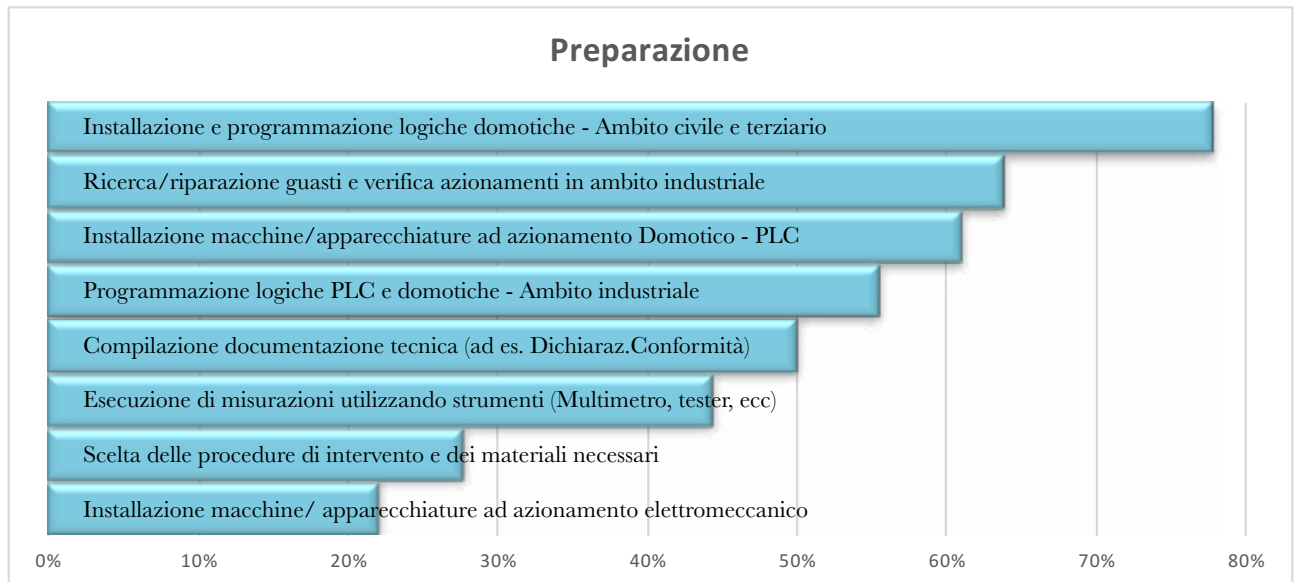 Preparazione
Installazione e programmazione logiche domotiche - Ambito civile e terziario
Ricerca/riparazione guasti e verifica azionamenti in ambito industriale
Installazione macchine/apparecchiature ad azionamento Domotico - PLC
Programmazione logiche PLC e domotiche - Ambito industriale
Compilazione documentazione tecnica (ad es. Dichiaraz.Conformità)
Esecuzione di misurazioni utilizzando strumenti (Multimetro, tester, ecc)
Scelta delle procedure di intervento e dei materiali necessari
Installazione macchine/ apparecchiature ad azionamento elettromeccanico
0% 10% 20% 30% 40% 50% 60% 70% 80%